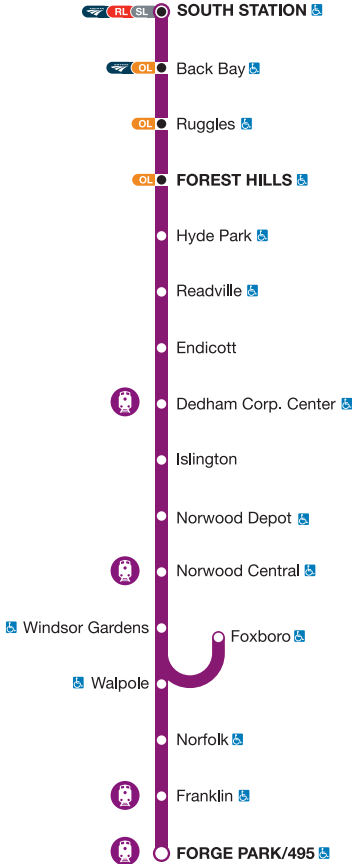 RL SL SOUTH STATION
OL Back Bay
OL Ruggles
OL FOREST HILLS
Hyde Park
Readville
Endicott
Dedham Corp. Center
Islington
Norwood Depot
Norwood Central
Windsor Gardens
Foxboro
Walpole
Norfolk
Franklin
FORGE PARK/495